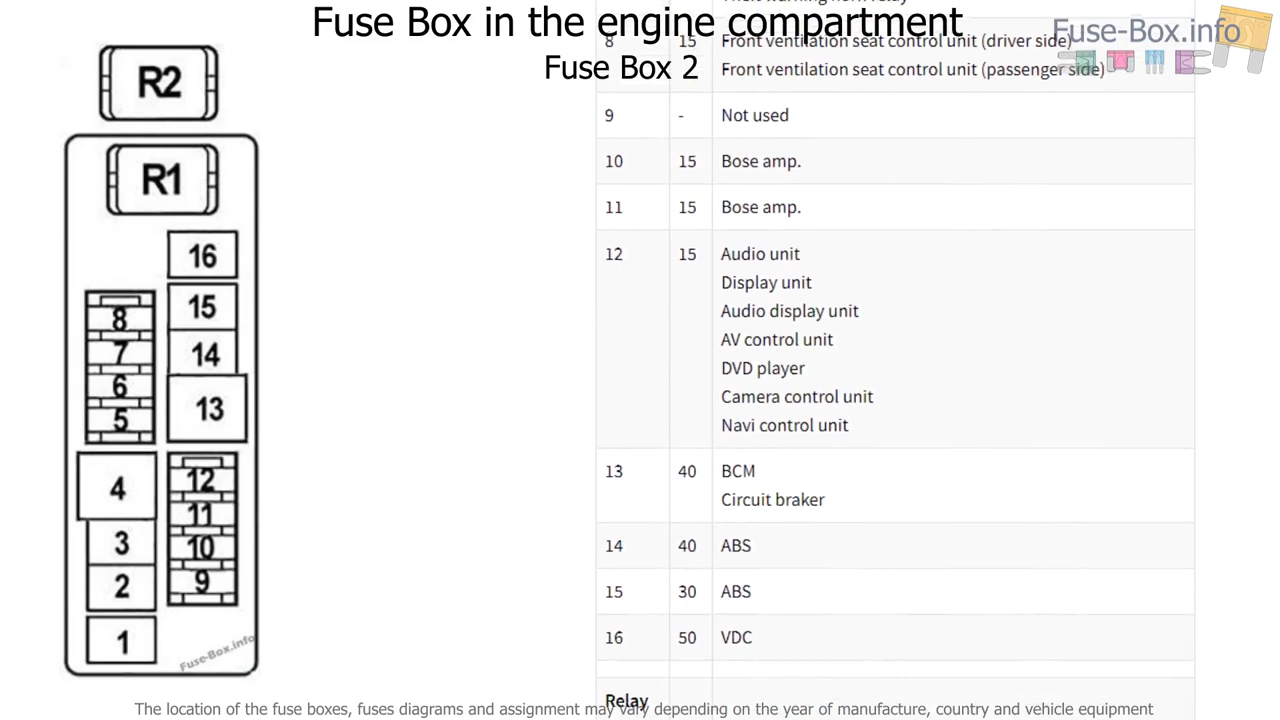 Fuse Box in the engine compartment
Fuse Box 2
Fuse-Box.info
R2
R1
16
15
14
13
8
7
6
5
4
3
2
1
12
11
10
9
Fuse-Box.info
8 15 Front ventilation seat control unit (driver side)
Front ventilation seat control unit (passenger side)
9 - Not used
10 15 Bose amp.
11 15 Bose amp.
12 15 Audio unit
Display unit
Audio display unit
AV control unit
DVD player
Camera control unit
Navi control unit
13 40 BCM
Circuit braker
14 40 ABS
15 30 ABS
16 50 VDC
Relay
The location of the fuse boxes, fuses diagrams and assignment may vary depending on the year of manufacture, country and vehicle equipment